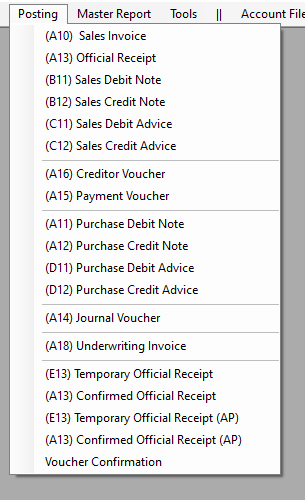 Posting Master Report Tools || Account File
(A10) Sales Invoice
(A13) Official Receipt
(B11) Sales Debit Note
(B12) Sales Credit Note
(C11) Sales Debit Advice
(C12) Sales Credit Advice
(A16) Creditor Voucher
(A15) Payment Voucher
(A11) Purchase Debit Note
(A12) Purchase Credit Note
(D11) Purchase Debit Advice
(D12) Purchase Credit Advice
(A14) Journal Voucher
(A18) Underwriting Invoice
(E13) Temporary Official Receipt
(A13) Confirmed Official Receipt
(E13) Temporary Official Receipt (AP)
(A13) Confirmed Official Receipt (AP)
Voucher Confirmation